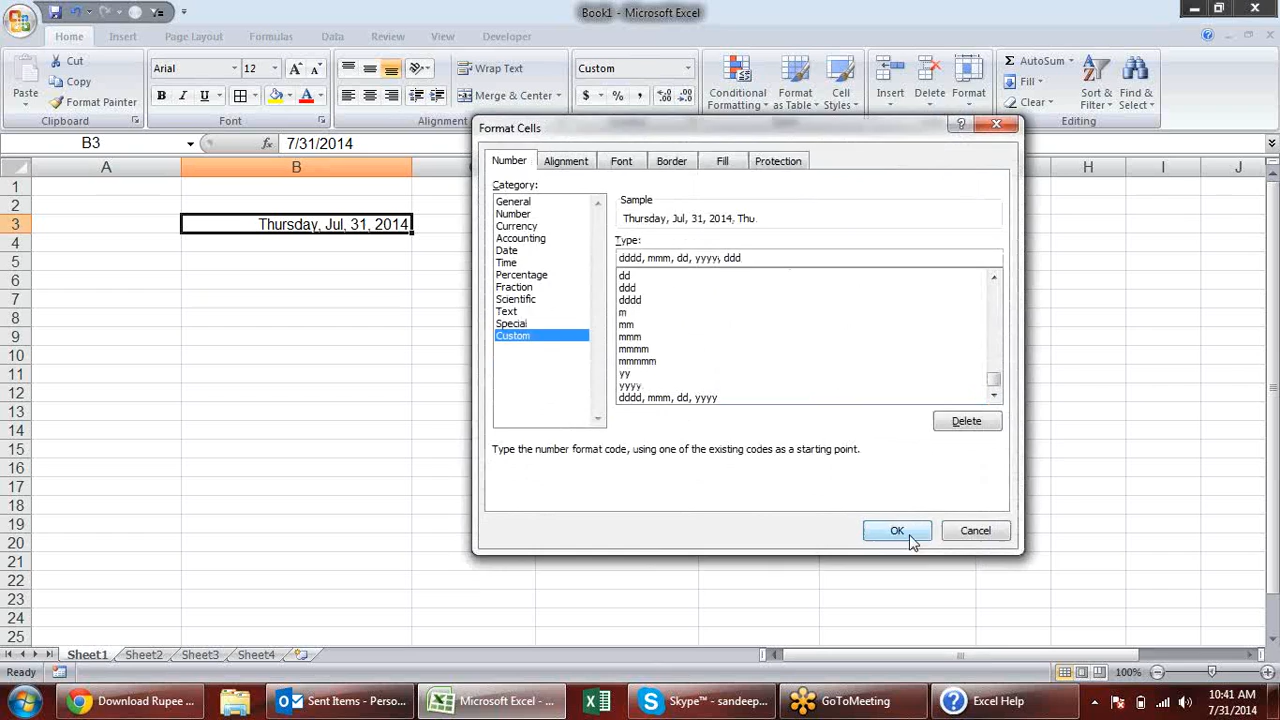 Book1 - Microsoft Excel
Home Insert Page Layout Formulas Data Review View Developer
Paste Cut Copy Format Painter Clipboard
Arial 12 A A B I U A Font
Wrap Text Merge & Center Alignment
Custom $ % , .0 .00 .00 .0
Conditional Formatting Format as Table Cell Styles
Insert Delete Format
AutoSum Fill Clear Sort & Filter Find & Select Editing
B3 fx 7/31/2014
A B H I J
1
2
3 Thursday, Jul, 31, 2014
4
5
6
7
8
9
10
11
12
13
14
15
16
17
18
19
20
21
22
23
24
25
Format Cells
Number Alignment Font Border Fill Protection
Category:
General
Number
Currency
Accounting
Date
Time
Percentage
Fraction
Scientific
Text
Special
Custom
Sample
Thursday, Jul, 31, 2014, Thu
Type:
dddd, mmm, dd, yyyy, ddd
dd
ddd
dddd
m
mm
mmm
mmmm
mmmmm
yy
yyyy
dddd, mmm, dd, yyyy
Delete
Type the number format code, using one of the existing codes as a starting point.
OK Cancel
Sheet1 Sheet2 Sheet3 Sheet4
Ready 100%
Download Rupee ... Sent Items - Perso... Microsoft Excel - ... Skype™ - sandeep... GoToMeeting Excel Help
10:41 AM
7/31/2014